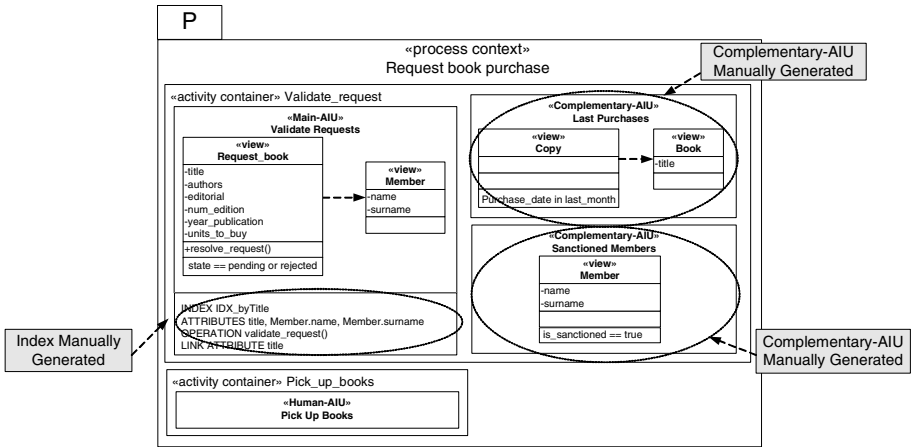 P
«process context»
Request book purchase
Complementary-AIU
Manually Generated
«activity container» Validate_request
«Main-AIU»
Validate Requests
«view»
Request_book
-title
-authors
-editorial
-num_edition
-year_publication
-units_to_buy
+resolve_request()
state == pending or rejected
«view»
Member
-name
-surname
INDEX IDX_byTitle
ATTRIBUTES title, Member.name, Member.surname
OPERATION validate_request()
LINK ATTRIBUTE title
Index Manually
Generated
«Complementary-AIU»
Last Purchases
«view»
Copy
Purchase_date in last_month
«view»
Book
-title
«Complementary-AIU»
Sanctioned Members
«view»
Member
-name
-surname
is_sanctioned == true
Complementary-AIU
Manually Generated
«activity container» Pick_up_books
«Human-AIU»
Pick Up Books